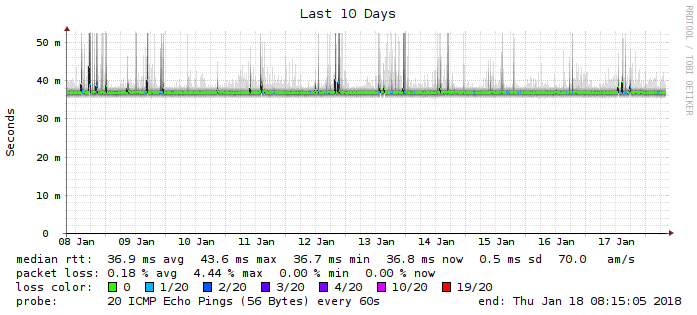 Last 10 Days
RRDTOOL / TOBI OETIKER
Seconds
50 m
40 m
30 m
20 m
10 m
0
08 Jan 09 Jan 10 Jan 11 Jan 12 Jan 13 Jan 14 Jan 15 Jan 16 Jan 17 Jan
median rtt: 36.9 ms avg 43.6 ms max 36.7 ms min 36.8 ms now 0.5 ms sd 70.0 am/s
packet loss: 0.18 % avg 4.44 % max 0.00 % min 0.00 % now
loss color: 0 1/20 2/20 3/20 4/20 10/20 19/20
probe: 20 ICMP Echo Pings (56 Bytes) every 60s end: Thu Jan 18 08:15:05 2018